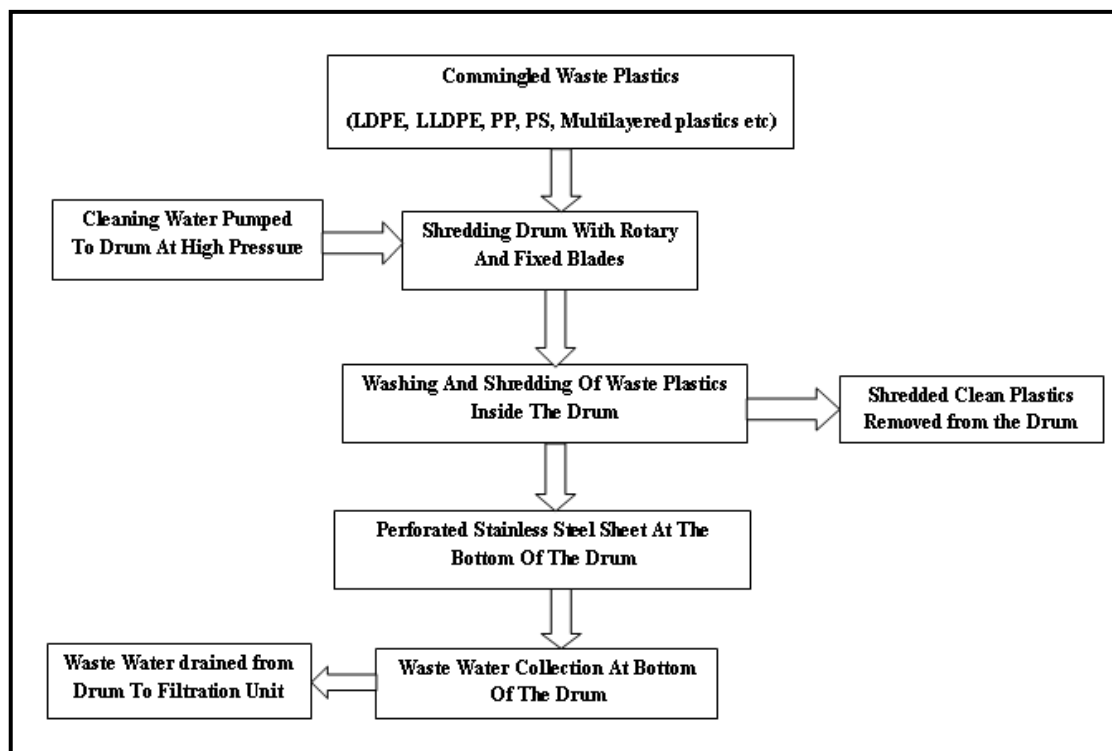 Commingled Waste Plastics
(LDPE, LLDPE, PP, PS, Multilayered plastics etc)
Cleaning Water Pumped
To Drum At High Pressure
Shredding Drum With Rotary
And Fixed Blades
Washing And Shredding Of Waste Plastics
Inside The Drum
Shredded Clean Plastics
Removed from the Drum
Perforated Stainless Steel Sheet At The
Bottom Of The Drum
Waste Water drained from
Drum To Filtration Unit
Waste Water Collection At Bottom
Of The Drum